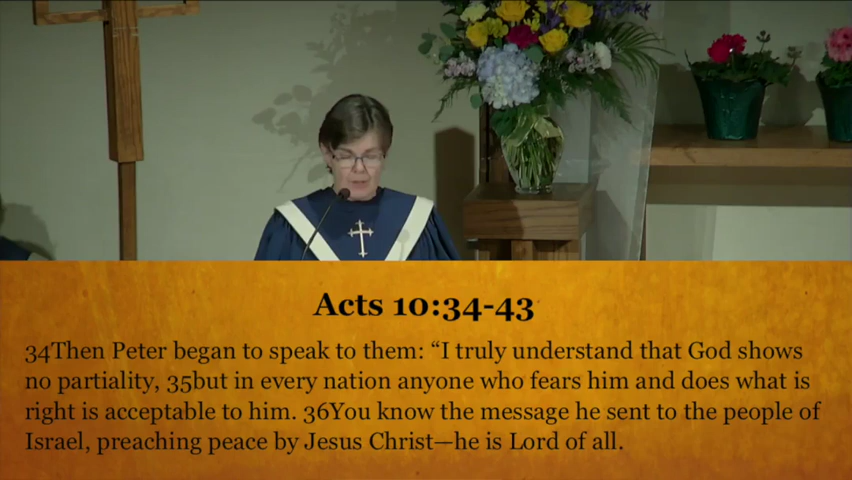 Acts 10:34-43
34Then Peter began to speak to them: “I truly understand that God shows
no partiality, 35but in every nation anyone who fears him and does what is
right is acceptable to him. 36You know the message he sent to the people of
Israel, preaching peace by Jesus Christ—he is Lord of all.